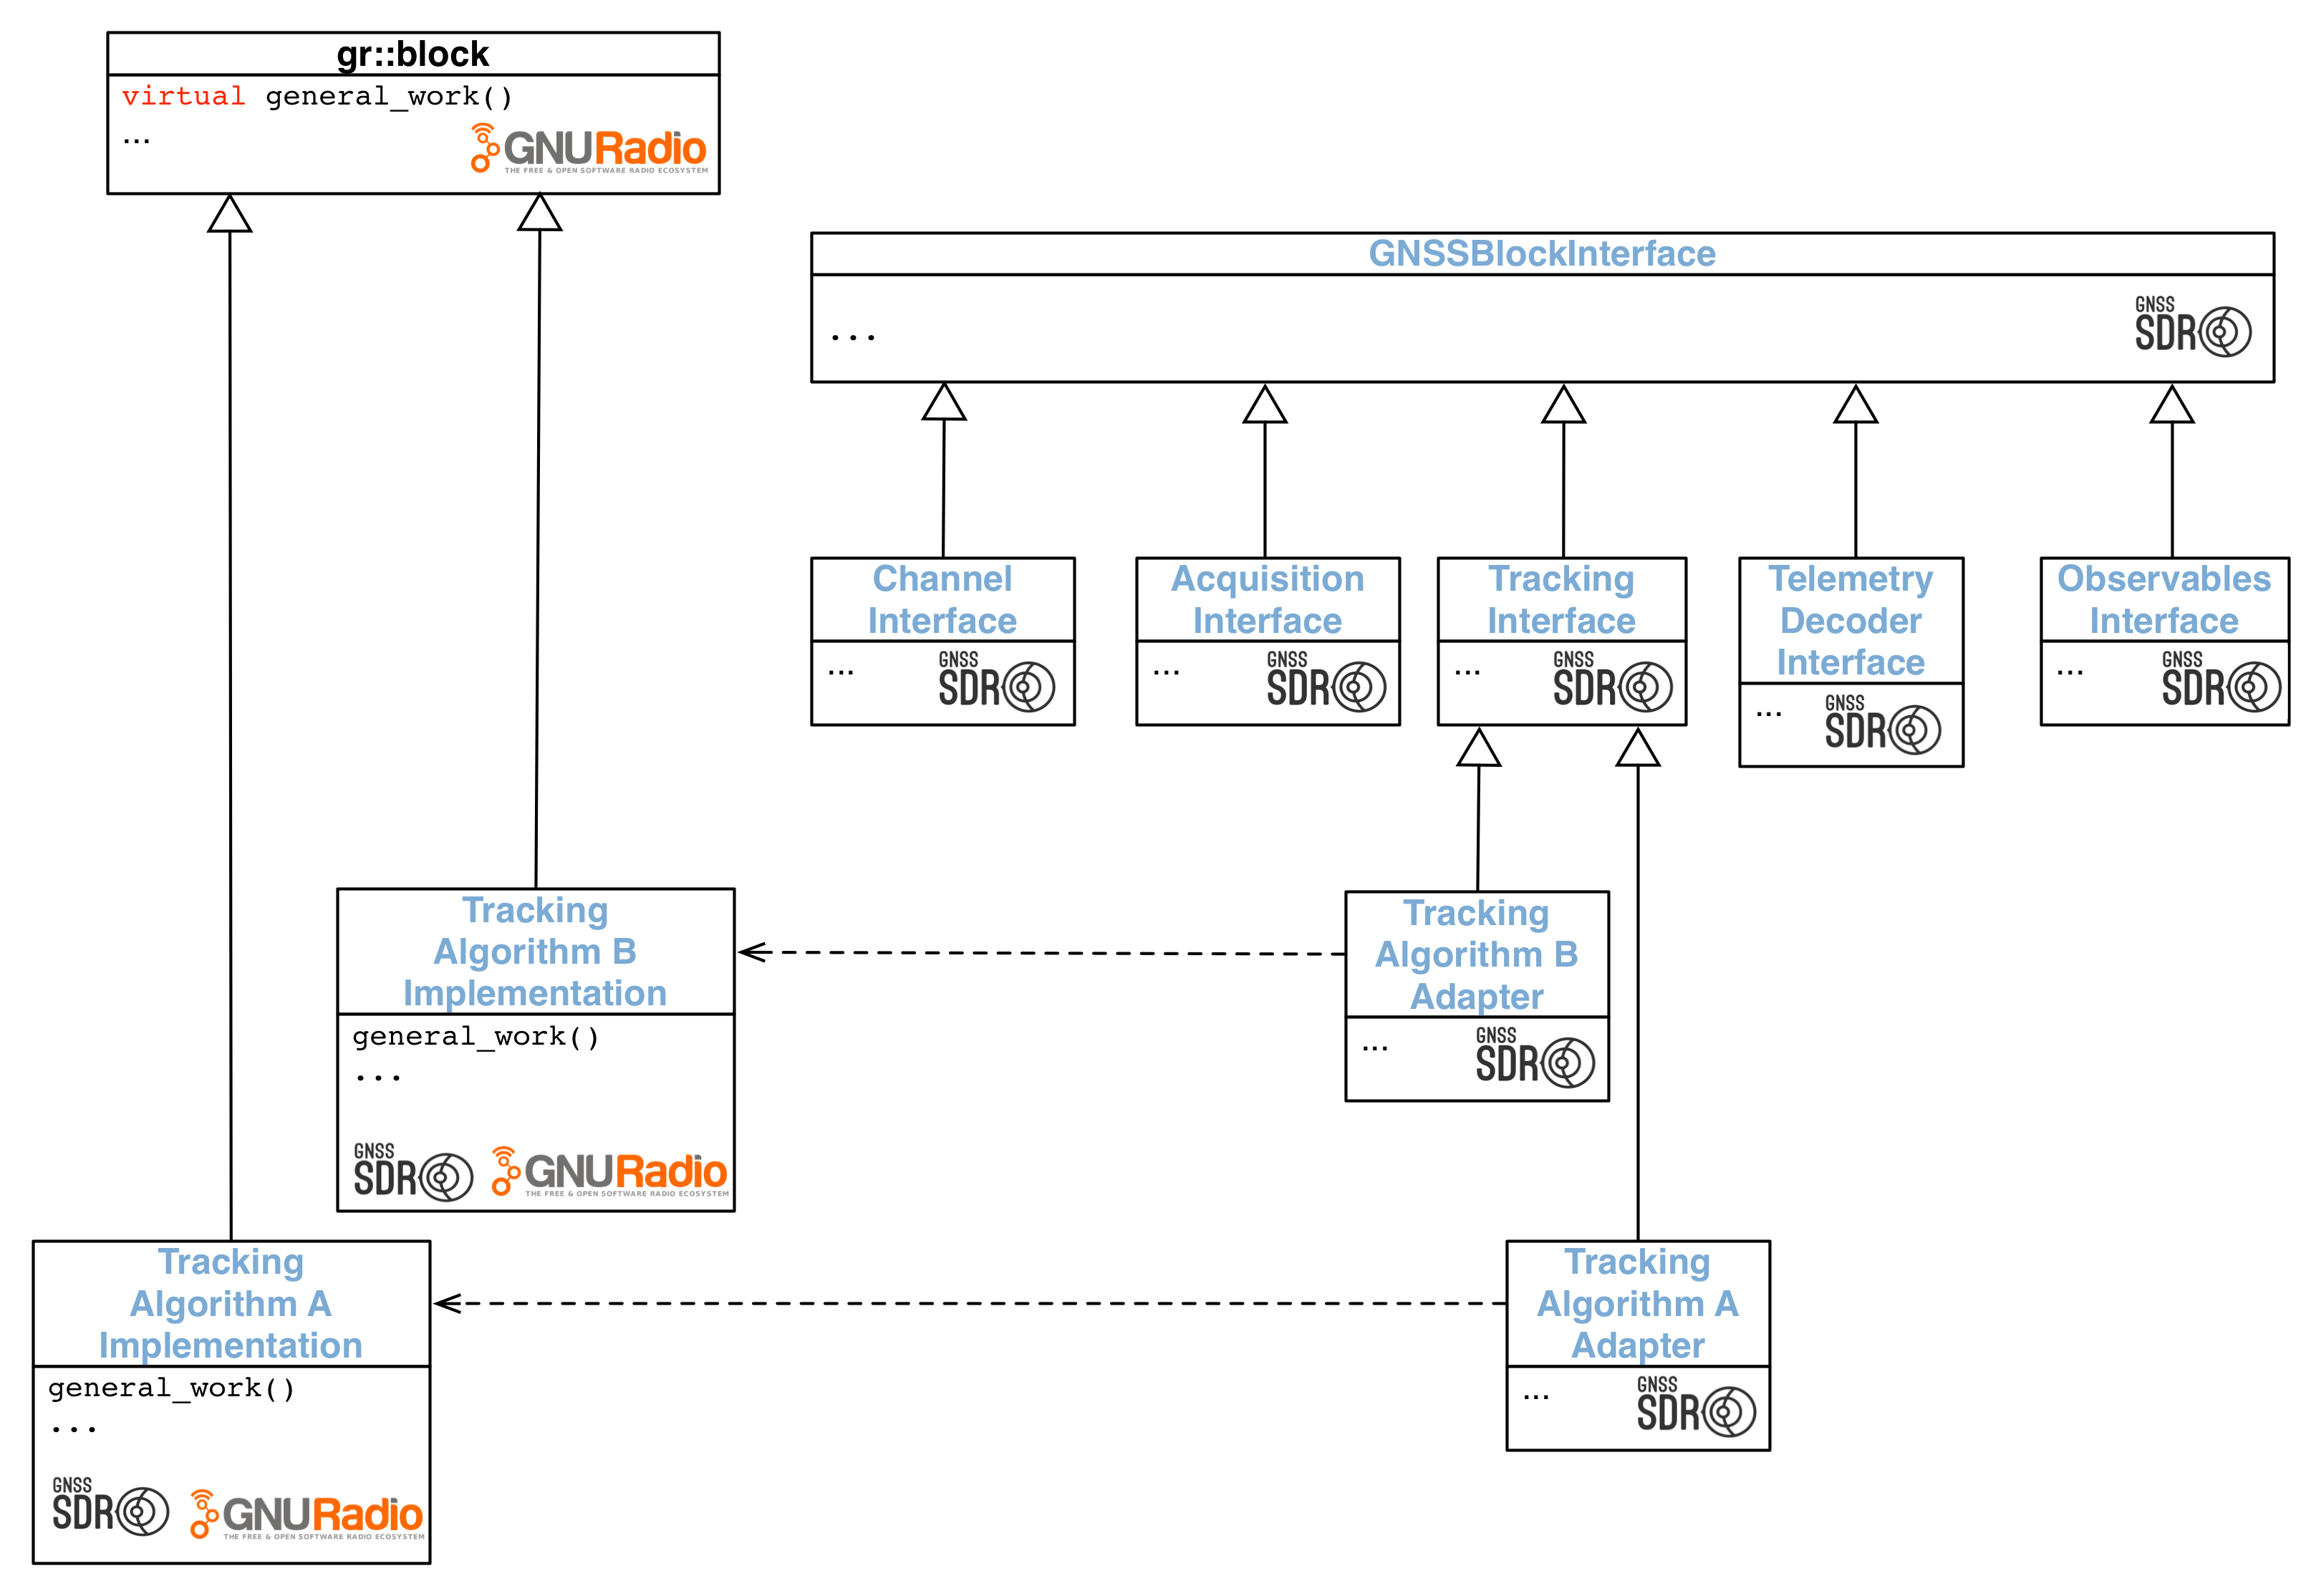 gr::block
virtual general_work()
...
GNURadio
THE FREE & OPEN SOFTWARE RADIO ECOSYSTEM
GNSSBlockInterface
...
GNSS
SDR
Channel
Interface
...
GNSS
SDR
Acquisition
Interface
...
GNSS
SDR
Tracking
Interface
...
GNSS
SDR
Telemetry
Decoder
Interface
...
GNSS
SDR
Observables
Interface
...
GNSS
SDR
Tracking
Algorithm B
Implementation
general_work()
...
GNSS
SDR
GNURadio
THE FREE & OPEN SOFTWARE RADIO ECOSYSTEM
Tracking
Algorithm B
Adapter
...
GNSS
SDR
Tracking
Algorithm A
Implementation
general_work()
...
GNSS
SDR
GNURadio
THE FREE & OPEN SOFTWARE RADIO ECOSYSTEM
Tracking
Algorithm A
Adapter
...
GNSS
SDR